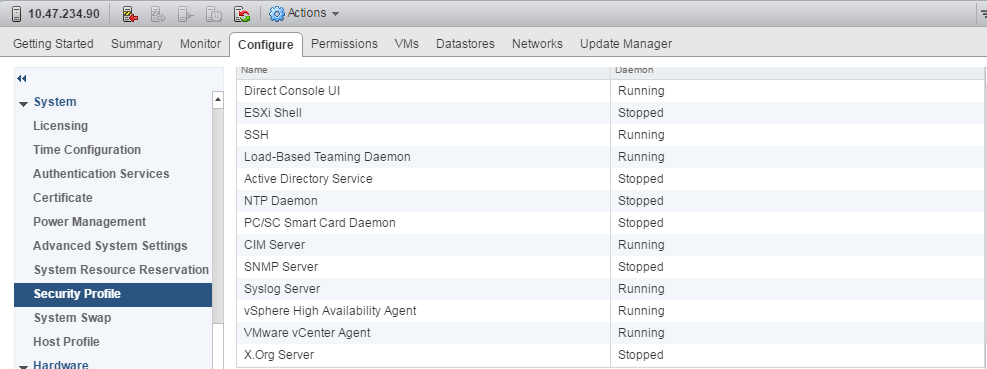 10.47.234.90 Actions
Getting Started Summary Monitor Configure Permissions VMs Datastores Networks Update Manager
System
Licensing
Time Configuration
Authentication Services
Certificate
Power Management
Advanced System Settings
System Resource Reservation
Security Profile
System Swap
Host Profile
Hardware
Name Daemon
Direct Console UI Running
ESXi Shell Stopped
SSH Running
Load-Based Teaming Daemon Running
Active Directory Service Stopped
NTP Daemon Stopped
PC/SC Smart Card Daemon Stopped
CIM Server Running
SNMP Server Stopped
Syslog Server Running
vSphere High Availability Agent Running
VMware vCenter Agent Running
X.Org Server Stopped